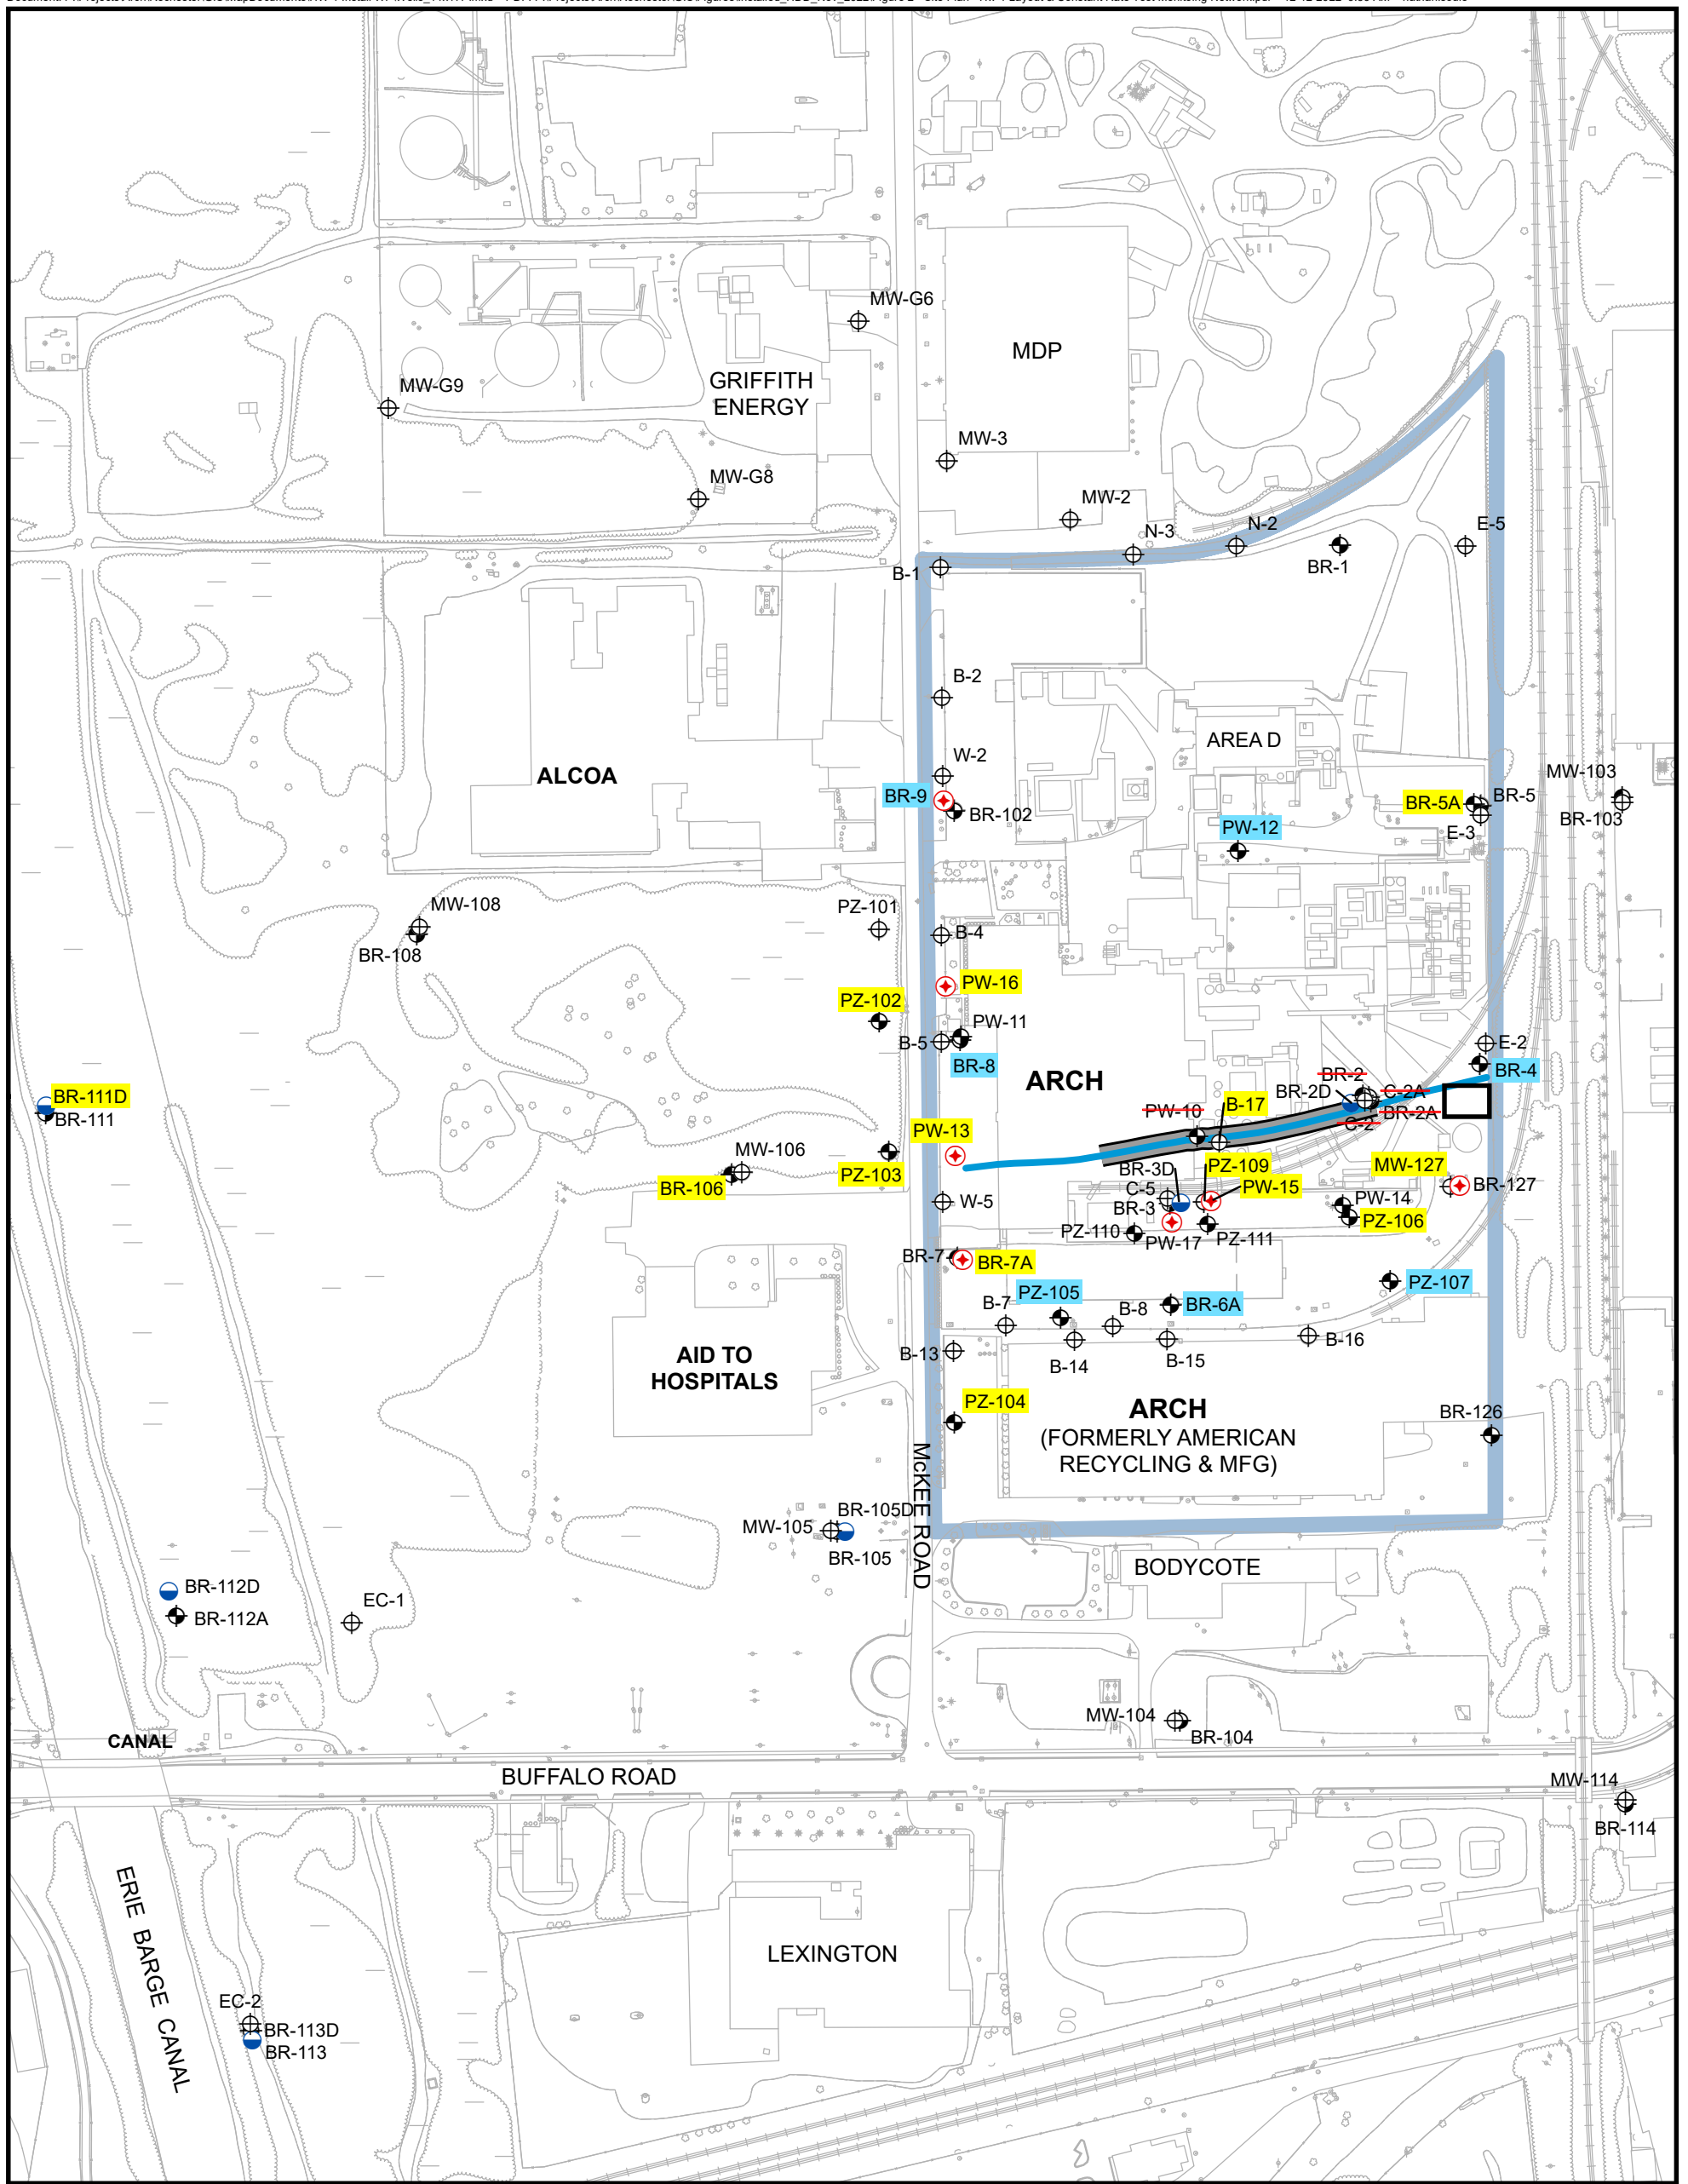 MW-G6
MDP
GRIFFITH
ENERGY
MW-G9
MW-3
MW-G8
MW-2
N-3
N-2
E-5
BR-1
B-1
B-2
AREA D
W-2
ALCOA
MW-103
BR-9
BR-5A
BR-5
BR-102
BR-103
E-3
PW-12
MW-108
PZ-101
B-4
BR-108
PW-16
PZ-102
PW-11
B-5
E-2
BR-8
BR-4
ARCH
BR-2
BR-2D
C-2A
BR-111D
BR-111
PW-10
B-17
BR-2A
C-2
PW-13
MW-106
PZ-103
BR-3D
PZ-109
MW-127
BR-106
C-5
PW-15
BR-127
W-5
BR-3
PW-14
PZ-106
PZ-110
PW-17
PZ-111
BR-7
BR-7A
PZ-107
PZ-105
B-7
B-8
BR-6A
B-16
B-13
AID TO
HOSPITALS
B-14
B-15
PZ-104
ARCH
(FORMERLY AMERICAN
RECYCLING & MFG)
BR-126
McKEE ROAD
BR-105D
MW-105
BR-105
BODYCOTE
BR-112D
BR-112A
EC-1
MW-104
BR-104
CANAL
BUFFALO ROAD
MW-114
BR-114
ERIE BARGE CANAL
LEXINGTON
EC-2
BR-113D
BR-113